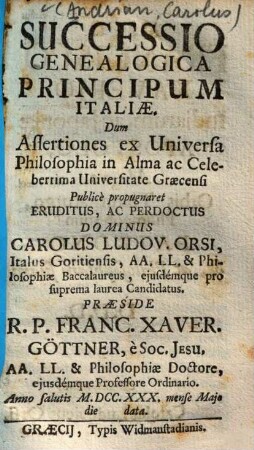 (Andrian, Carolus)
SUCCESSIO
GENEALOGICA
PRINCIPUM
ITALIÆ.
Dum
Assertiones ex Universa
Philosophia in Alma ac Cele-
berrima Universitate Græcensi
Publicè propugnaret
ERUDITUS, AC PERDOCTUS
DOMINUS
CAROLUS LUDOV. ORSI,
Italus Goritiensis, AA. LL. & Phi-
losophiæ Baccalaureus, ejusdémque pro
suprema laurea Candidatus.
PRÆSIDE
R. P. FRANC. XAVER.
GÖTTNER, è Soc. JESU,
AA. LL. & Philosophiæ Doctore,
ejusdémque Professore Ordinario.
Anno salutis M.DCC.XXX. mense Majo
die data.
GRÆCIJ, Typis Widmanstadianis.